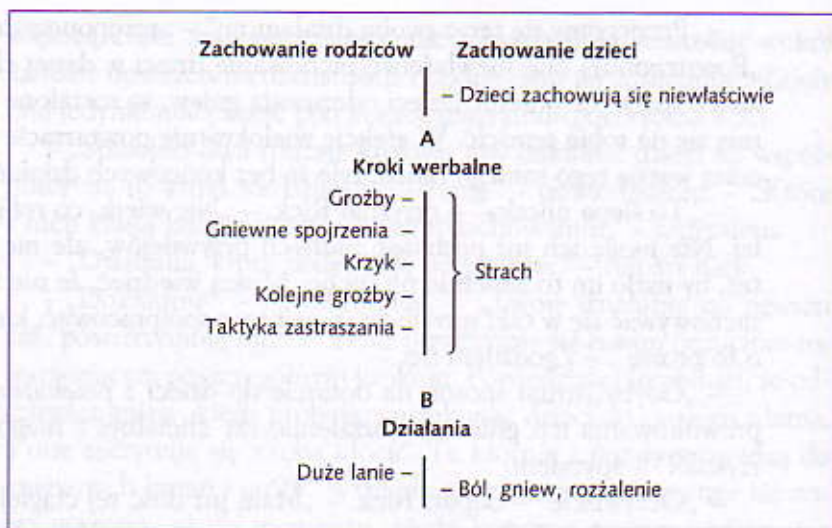 Zachowanie rodziców Zachowanie dzieci
– Dzieci zachowują się niewłaściwie
A
Kroki werbalne
Groźby –
Gniewne spojrzenia –
Krzyk –
Strach
Kolejne groźby –
Taktyka zastraszania –
B
Działania
Duże lanie –
– Ból, gniew, rozżalenie